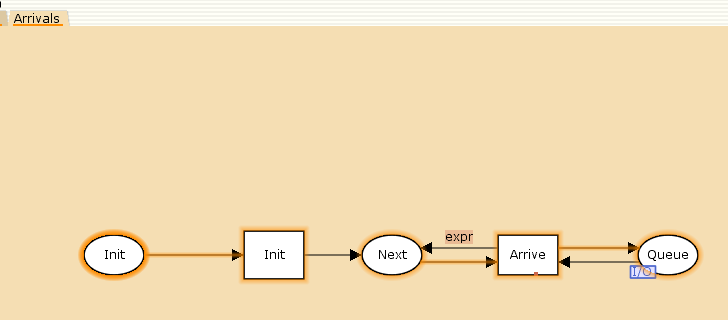 Arrivals
expr
Init
Init
Next
Arrive
Queue
I/O